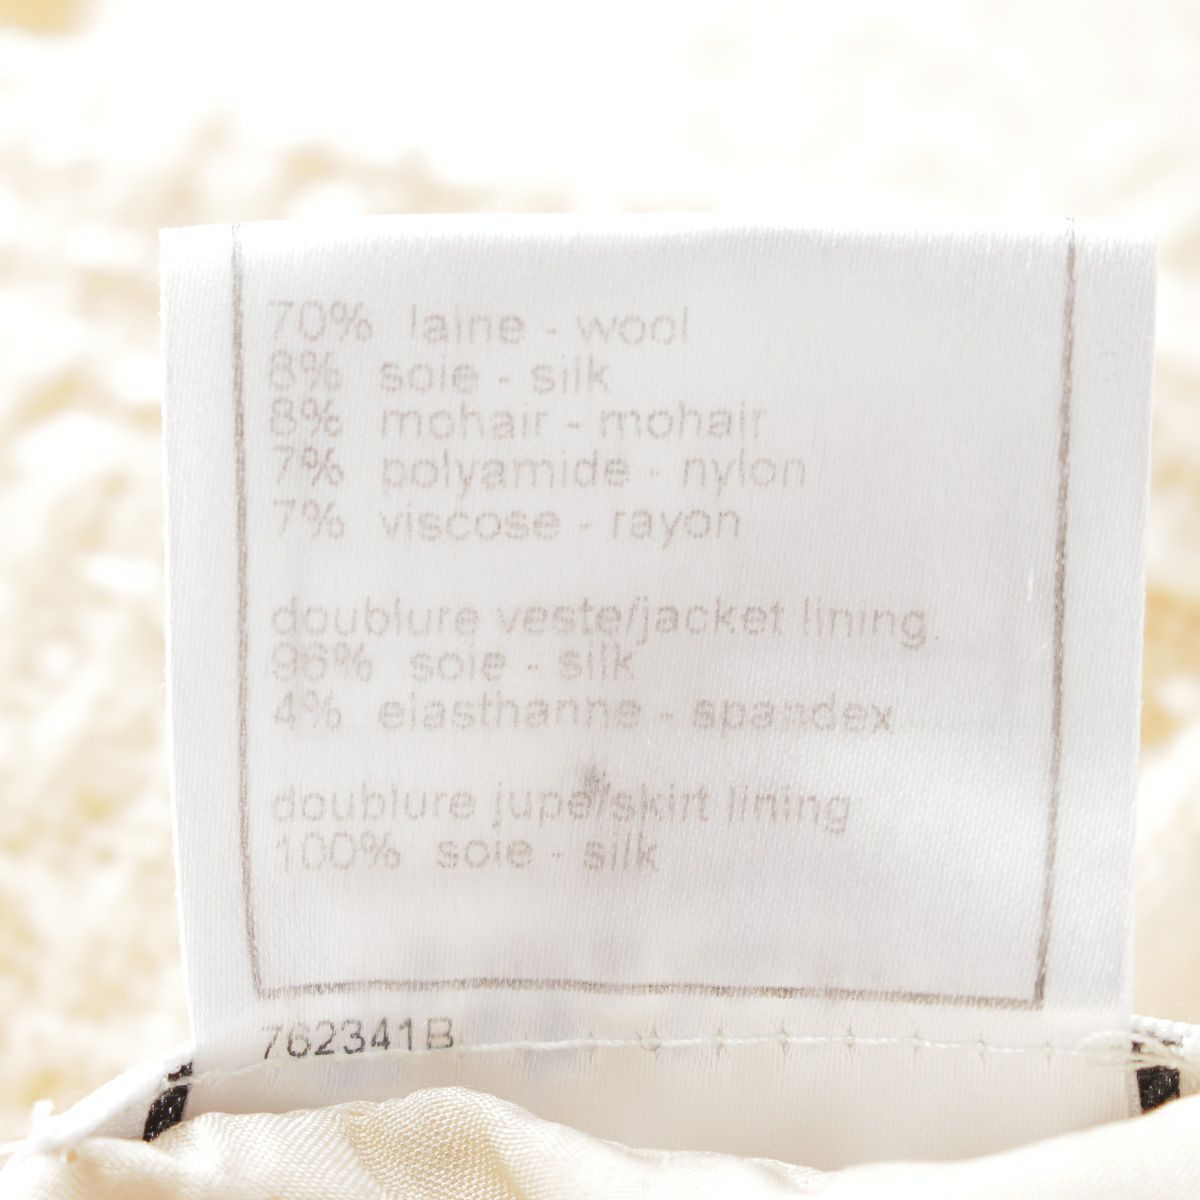 70% laine - wool
8% soie - silk
8% mohair - mohair
7% polyamide - nylon
7% viscose - rayon
doublure veste/jacket lining
96% soie - silk
4% elasthanne - spandex
doublure jupe/skirt lining
100% soie - silk
762341B